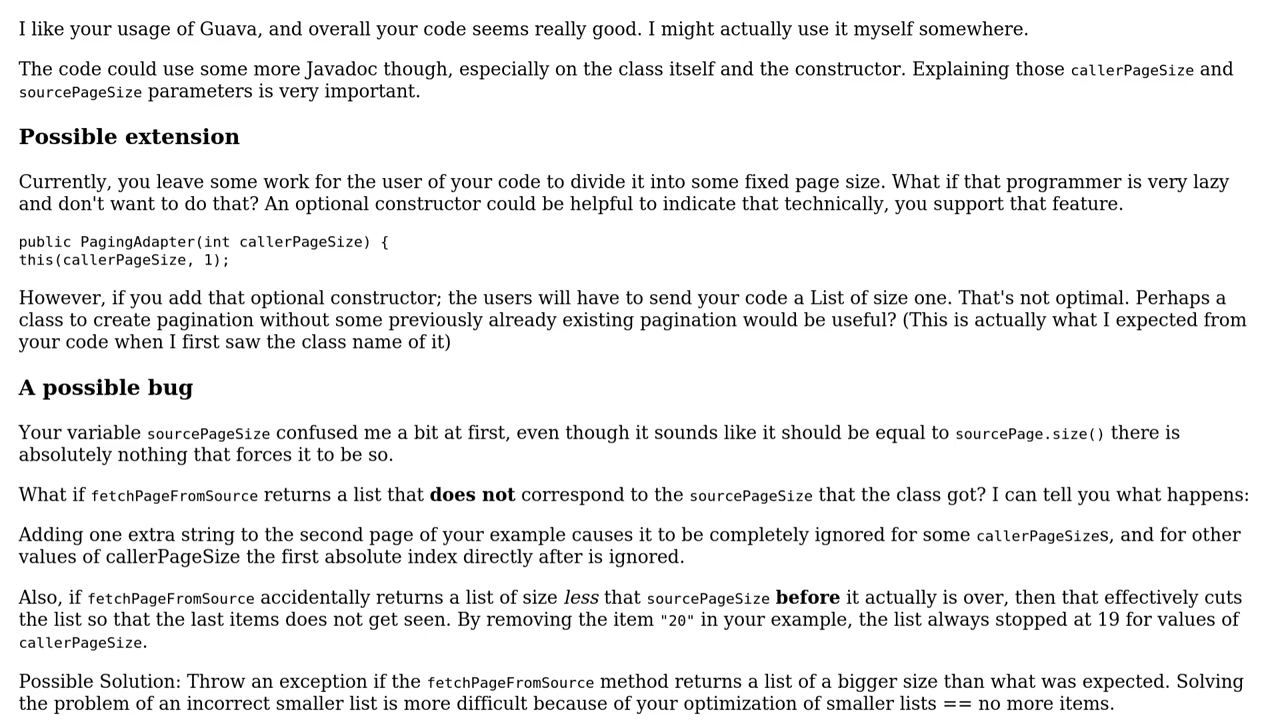 I like your usage of Guava, and overall your code seems really good. I might actually use it myself somewhere.
The code could use some more Javadoc though, especially on the class itself and the constructor. Explaining those callerPageSize and
sourcePageSize parameters is very important.
Possible extension
Currently, you leave some work for the user of your code to divide it into some fixed page size. What if that programmer is very lazy
and don't want to do that? An optional constructor could be helpful to indicate that technically, you support that feature.
public PagingAdapter(int callerPageSize) {
this(callerPageSize, 1);
However, if you add that optional constructor; the users will have to send your code a List of size one. That's not optimal. Perhaps a
class to create pagination without some previously already existing pagination would be useful? (This is actually what I expected from
your code when I first saw the class name of it)
A possible bug
Your variable sourcePageSize confused me a bit at first, even though it sounds like it should be equal to sourcePage.size() there is
absolutely nothing that forces it to be so.
What if fetchPageFromSource returns a list that does not correspond to the sourcePageSize that the class got? I can tell you what happens:
Adding one extra string to the second page of your example causes it to be completely ignored for some callerPageSizes, and for other
values of callerPageSize the first absolute index directly after is ignored.
Also, if fetchPageFromSource accidentally returns a list of size less that sourcePageSize before it actually is over, then that effectively cuts
the list so that the last items does not get seen. By removing the item "20" in your example, the list always stopped at 19 for values of
callerPageSize.
Possible Solution: Throw an exception if the fetchPageFromSource method returns a list of a bigger size than what was expected. Solving
the problem of an incorrect smaller list is more difficult because of your optimization of smaller lists == no more items.